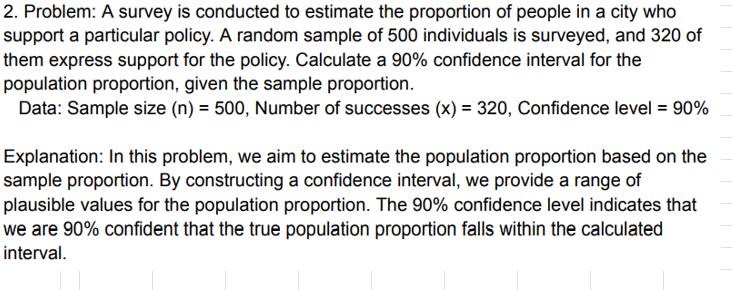 2. Problem: A survey is conducted to estimate the proportion of people in a city who
support a particular policy. A random sample of 500 individuals is surveyed, and 320 of
them express support for the policy. Calculate a 90% confidence interval for the
population proportion, given the sample proportion.
Data: Sample size (n) = 500, Number of successes (x) = 320, Confidence level = 90%
Explanation: In this problem, we aim to estimate the population proportion based on the
sample proportion. By constructing a confidence interval, we provide a range of
plausible values for the population proportion. The 90% confidence level indicates that
we are 90% confident that the true population proportion falls within the calculated
interval.